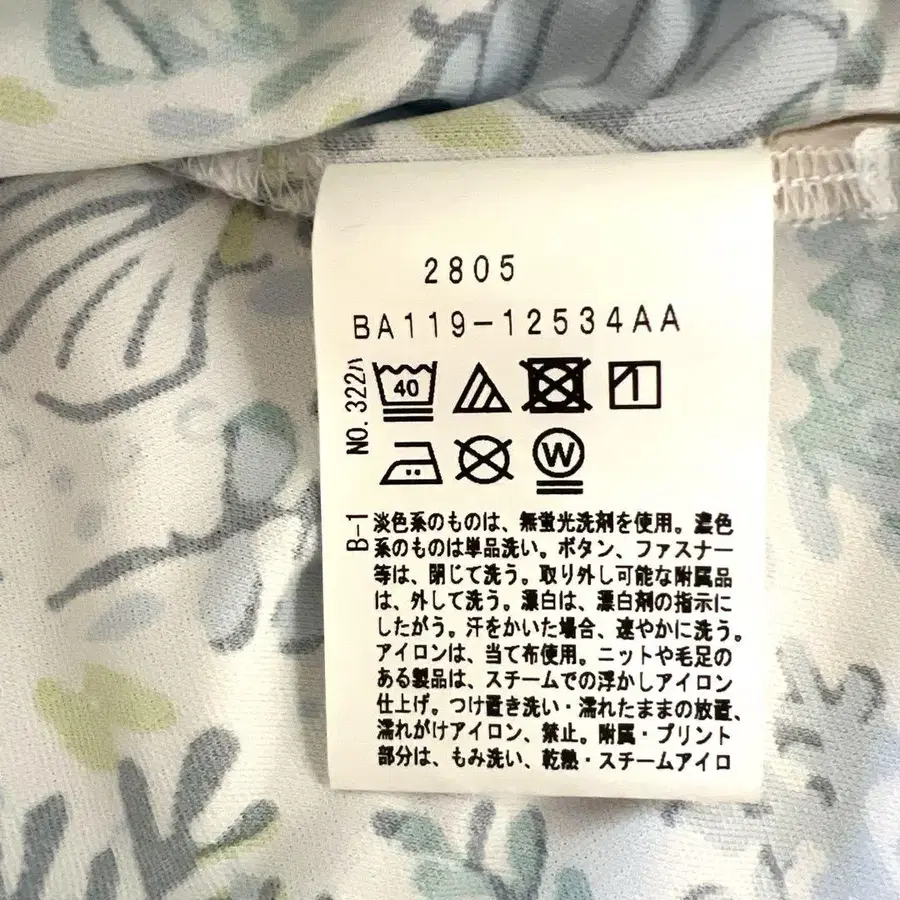 2805
BA119-12534AA
NO. 322ハ
40
W
B-1
淡色系のものは、無蛍光洗剤を使用。濃色
系のものは単品洗い。ボタン、ファスナー
等は、閉じて洗う。取り外し可能な附属品
は、外して洗う。漂白は、漂白剤の指示に
したがう。汗をかいた場合、速やかに洗う。
アイロンは、当て布使用。ニットや毛足の
ある製品は、スチームでの浮かしアイロン
仕上げ。つけ置き洗い・濡れたままの放置、
濡れがけアイロン、禁止。附属・プリント
部分は、もみ洗い、乾熱・スチームアイロ